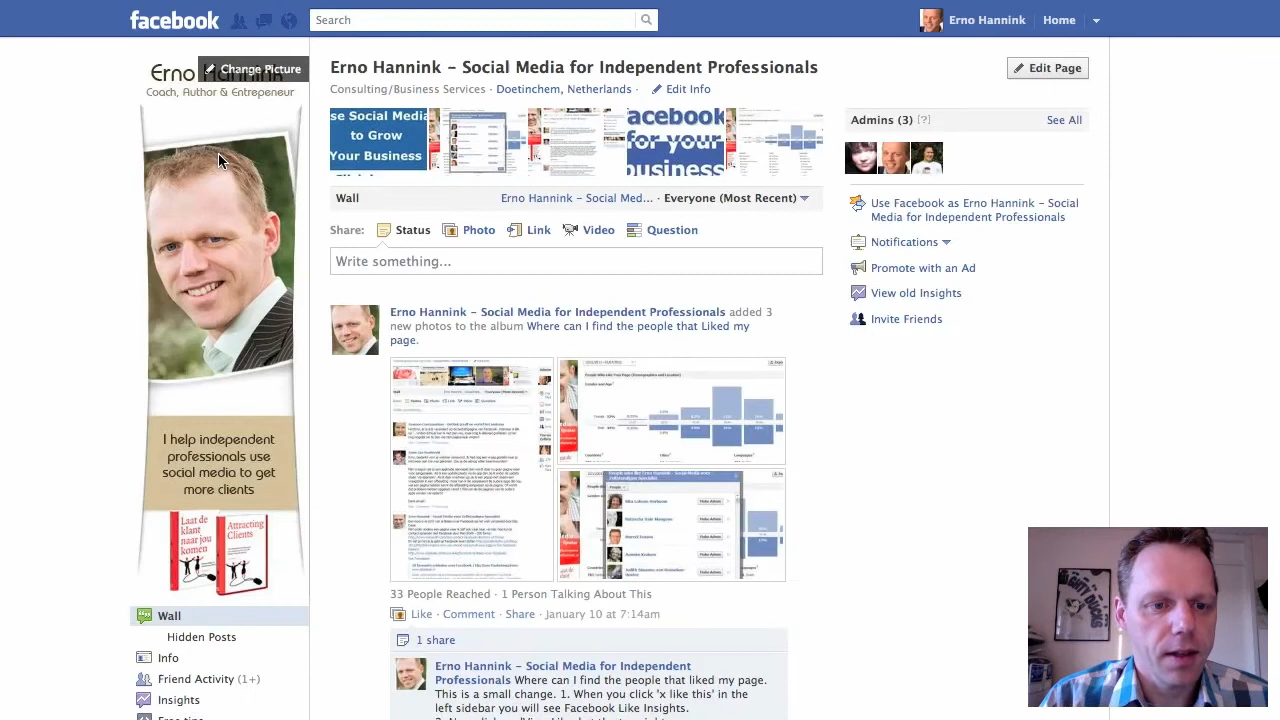 facebook
Search
Erno Hannink
Home
Erno Hannink
Change Picture
Coach, Author & Entrepeneur
I help independent
professionals use
social media to get
more clients
Laat de
klant
naar jou
komen
Attracting
Clients
Wall
Hidden Posts
Info
Friend Activity (1+)
Insights
Free tips
Erno Hannink – Social Media for Independent Professionals
Edit Page
Consulting/Business Services · Doetinchem, Netherlands · Edit Info
se Social Media
to Grow
Your Business
facebook
for your
business
Wall
Erno Hannink – Social Med... · Everyone (Most Recent)
Share: Status Photo Link Video Question
Write something...
Erno Hannink – Social Media for Independent Professionals added 3
new photos to the album Where can I find the people that Liked my
page.
33 People Reached · 1 Person Talking About This
Like · Comment · Share · January 10 at 7:14am
1 share
Erno Hannink – Social Media for Independent
Professionals Where can I find the people that liked my page.
This is a small change. 1. When you click 'x like this' in the
left sidebar you will see Facebook Like Insights.
Admins (3) [?]
See All
Use Facebook as Erno Hannink – Social
Media for Independent Professionals
Notifications
Promote with an Ad
View old Insights
Invite Friends